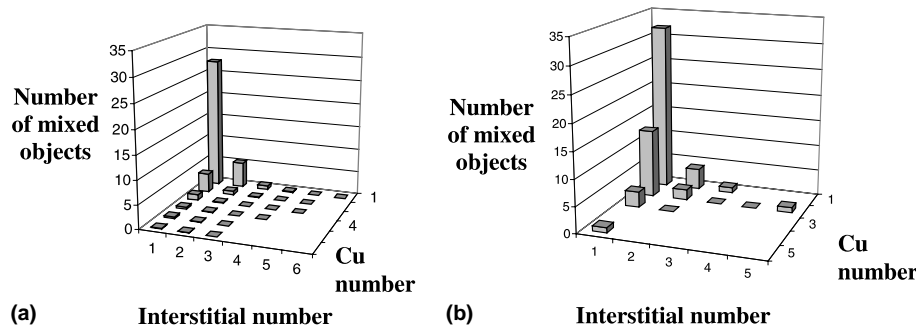 35
30
25
20
15
10
5
0
Number
of mixed
objects
1 2 3 4 5 6
1
4
Cu
number
(a) Interstitial number
35
30
25
20
15
10
5
0
Number
of mixed
objects
1 2 3 4 5
1
3
5
Cu
number
(b) Interstitial number